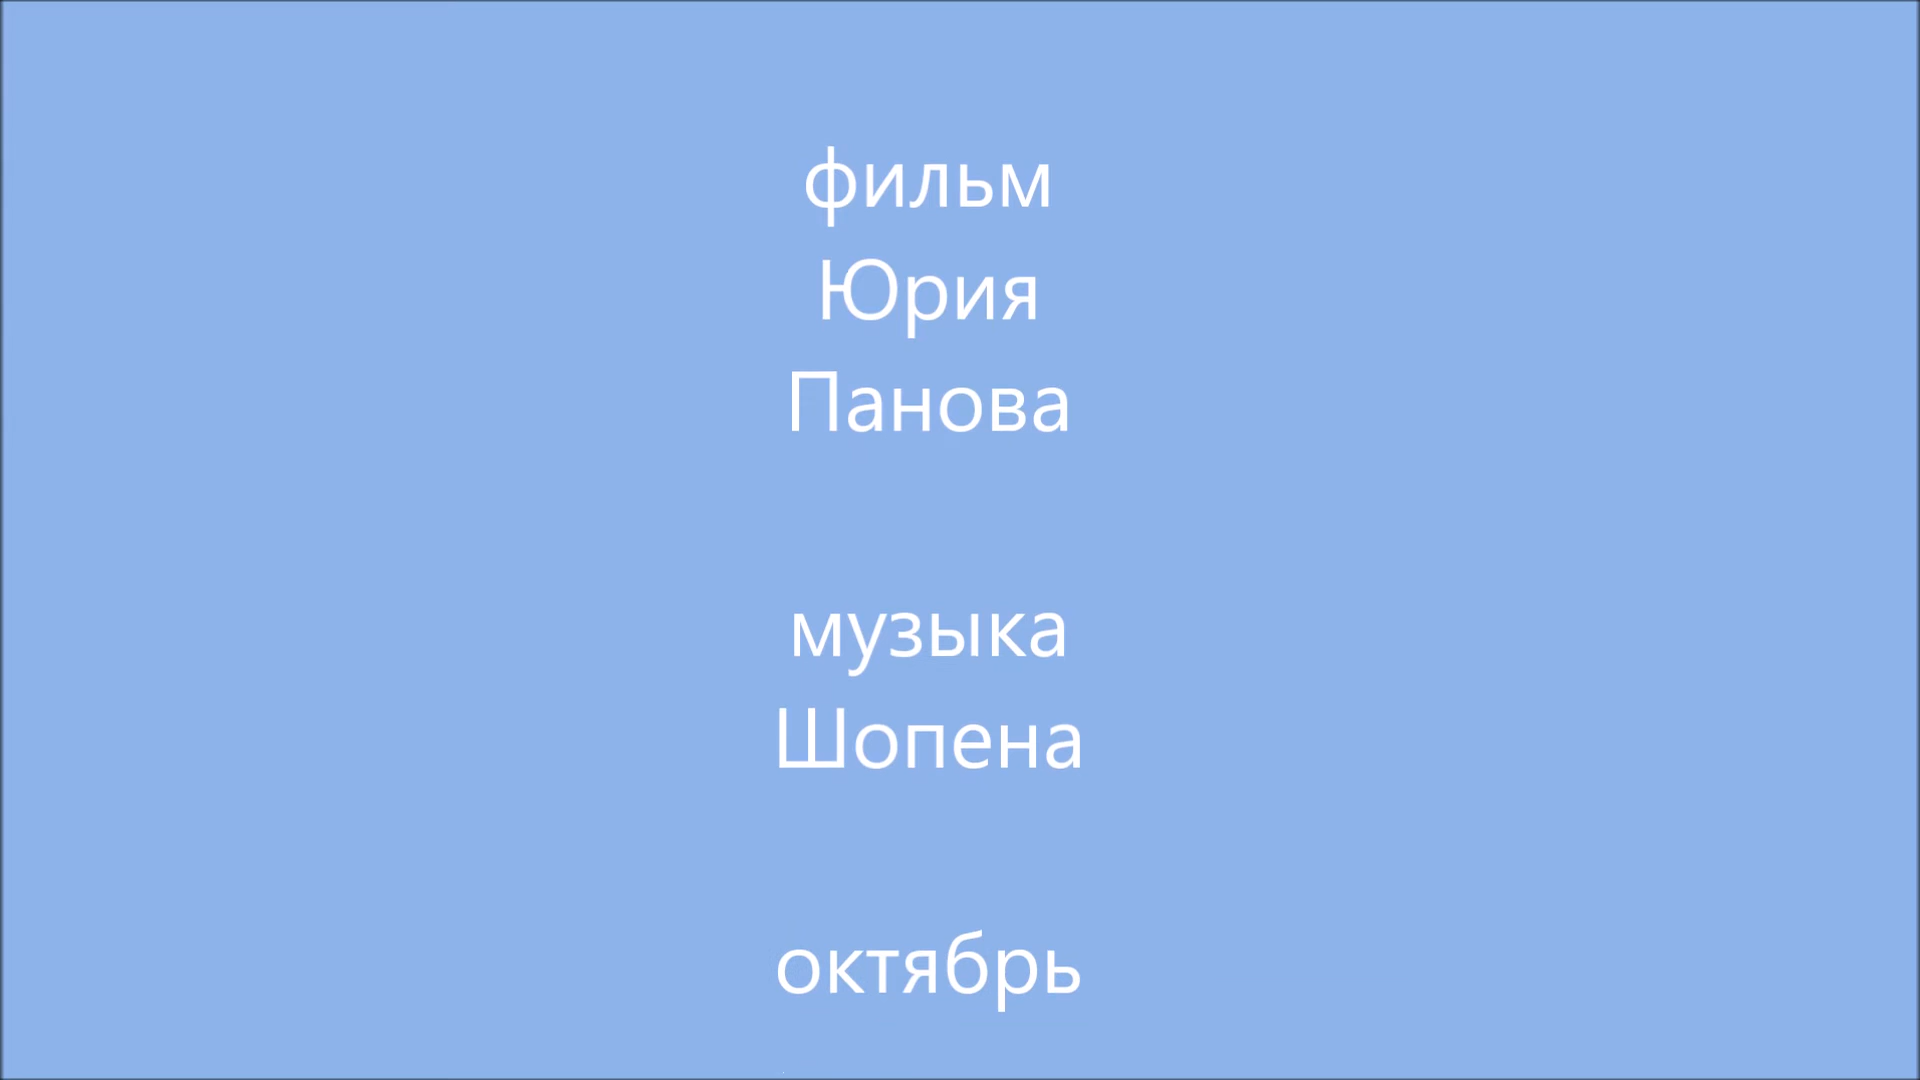 фильм
Юрия
Панова
музыка
Шопена
октябрь